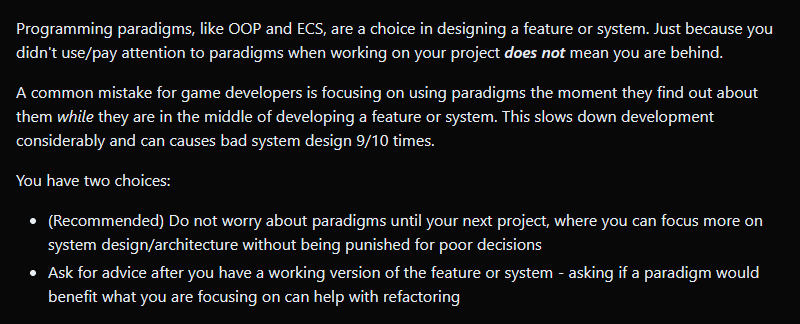 Programming paradigms, like OOP and ECS, are a choice in designing a feature or system. Just because you
didn't use/pay attention to paradigms when working on your project does not mean you are behind.
A common mistake for game developers is focusing on using paradigms the moment they find out about
them while they are in the middle of developing a feature or system. This slows down development
considerably and can causes bad system design 9/10 times.
You have two choices:
• (Recommended) Do not worry about paradigms until your next project, where you can focus more on
system design/architecture without being punished for poor decisions
• Ask for advice after you have a working version of the feature or system - asking if a paradigm would
benefit what you are focusing on can help with refactoring